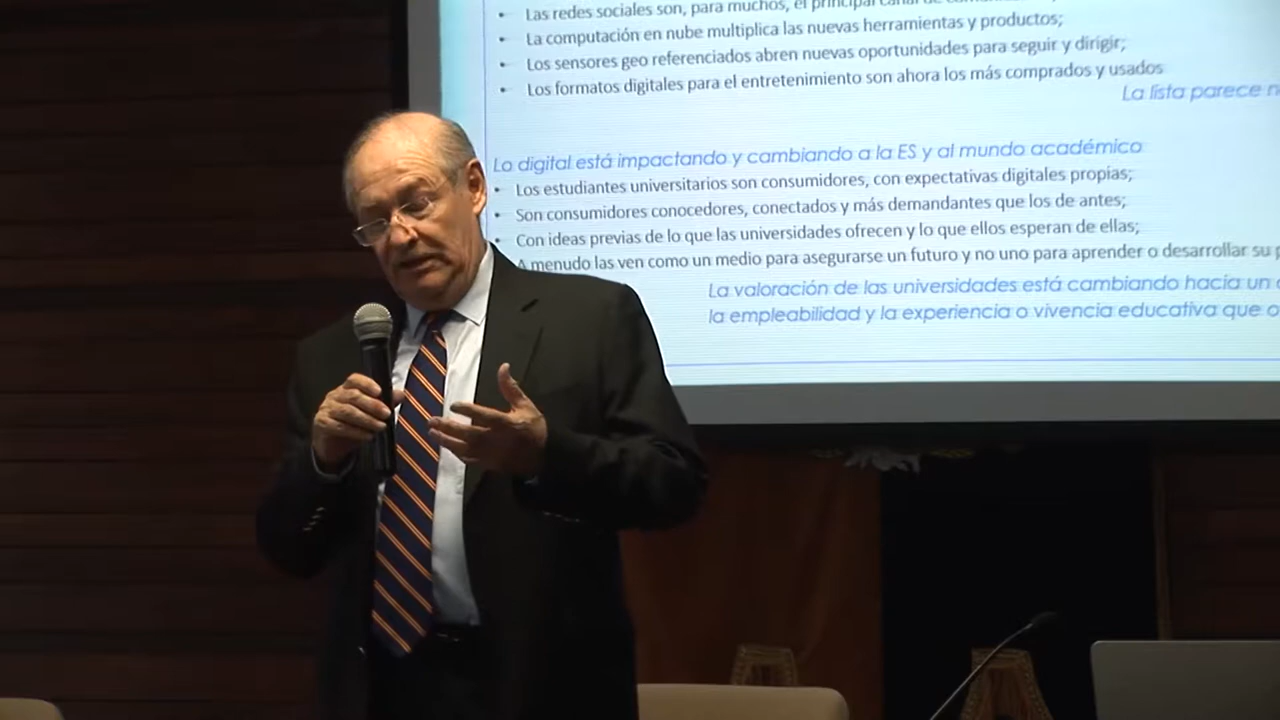 Las redes sociales son, para muchos, el principal canal de
La computación en nube multiplica las nuevas herramientas y productos;
Los sensores geo referenciados abren nuevas oportunidades para seguir y dirigir;
Los formatos digitales para el entretenimiento son ahora los más comprados y usados
La lista parece
Lo digital está impactando y cambiando a la ES y al mundo académico
Los estudiantes universitarios son consumidores, con expectativas digitales propias;
Son consumidores conocedores, conectados y más demandantes que los de antes;
Con ideas previas de lo que las universidades ofrecen y lo que ellos esperan de ellas;
A menudo las ven como un medio para asegurarse un futuro y no uno para aprender o desarrollar su
La valoración de las universidades está cambiando hacia un
la empleabilidad y la experiencia o vivencia educativa que